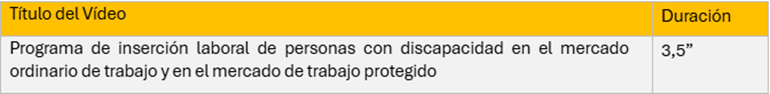 Título del Vídeo Duración
Programa de inserción laboral de personas con discapacidad en el mercado 3,5”
ordinario de trabajo y en el mercado de trabajo protegido